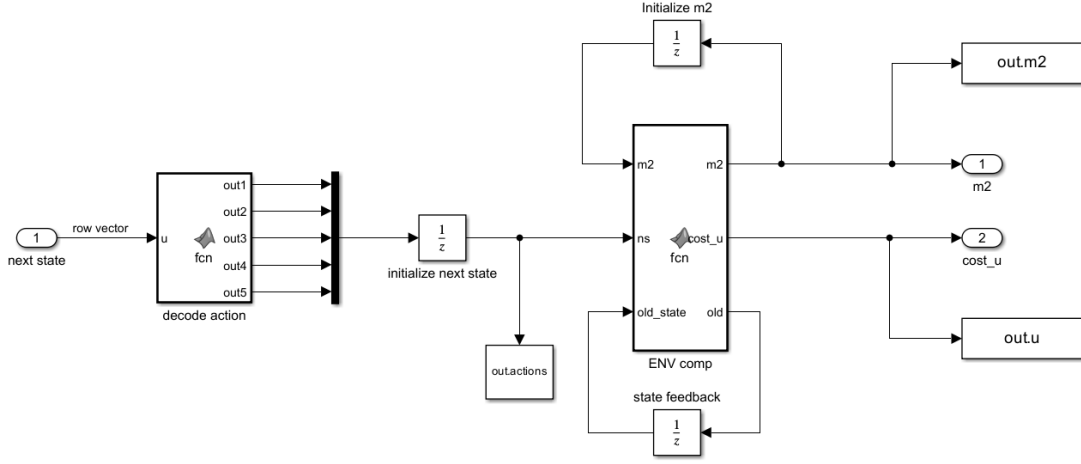 Initialize m2
1
z
out.m2
m2
m2
1
m2
out1
out2
row vector
1
u
out3
fcn
1
z
ns
cost_u
fcn
2
next state
out4
initialize next state
cost_u
out5
decode action
old_state
old
out.u
out.actions
ENV comp
state feedback
1
z